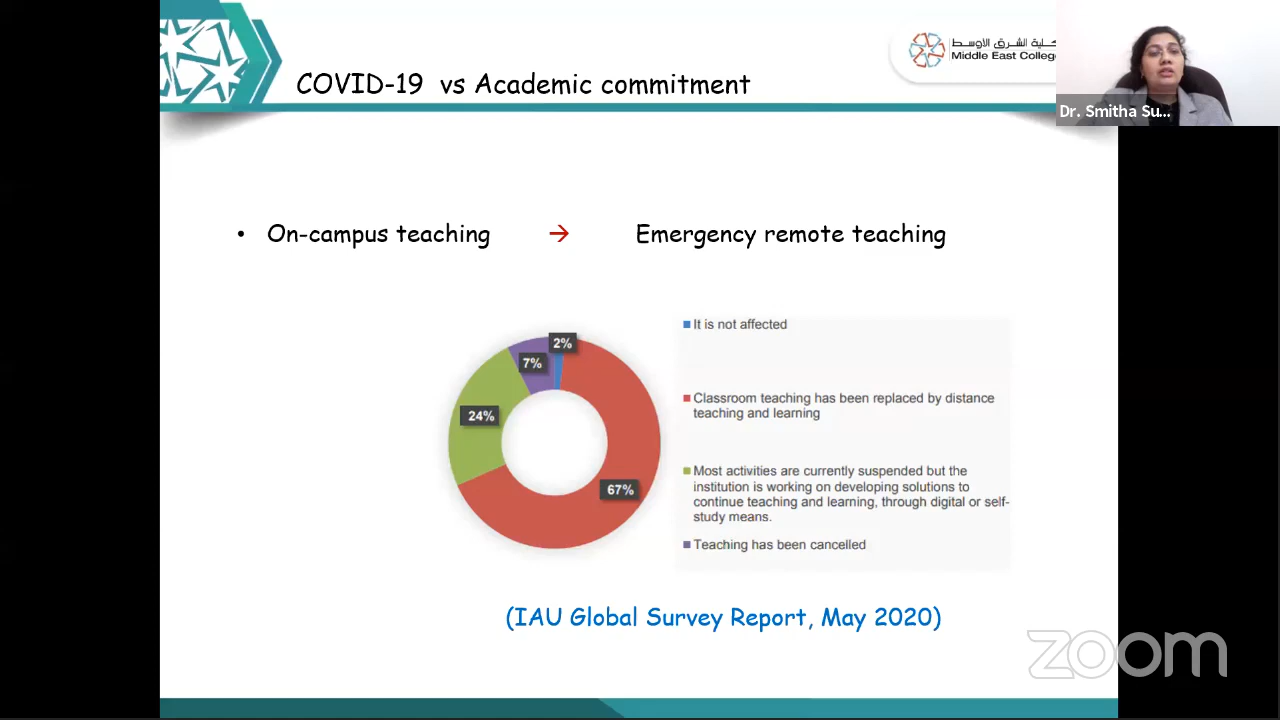 COVID-19 vs Academic commitment
كلية الشرق الأوسط
Middle East College
Dr. Smitha Su...
• On-campus teaching → Emergency remote teaching
2%
7%
24%
67%
It is not affected
Classroom teaching has been replaced by distance
teaching and learning
Most activities are currently suspended but the
institution is working on developing solutions to
continue teaching and learning, through digital or self-
study means.
Teaching has been cancelled
(IAU Global Survey Report, May 2020)
zoom